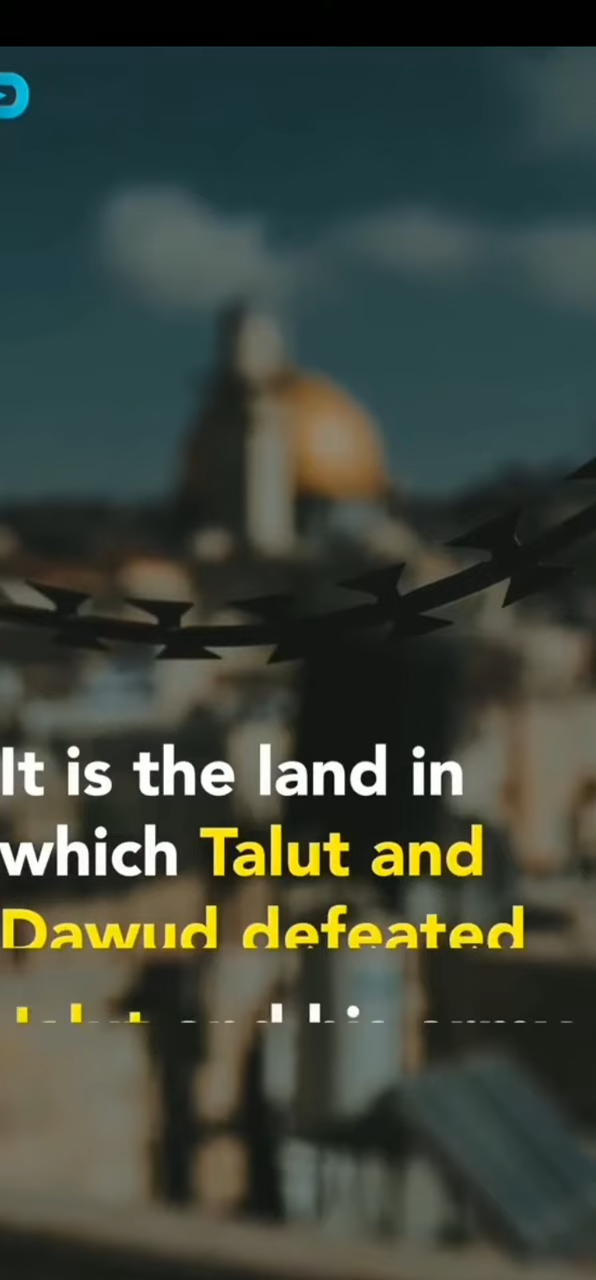 It is the land in
which Talut and
Dawud defeated